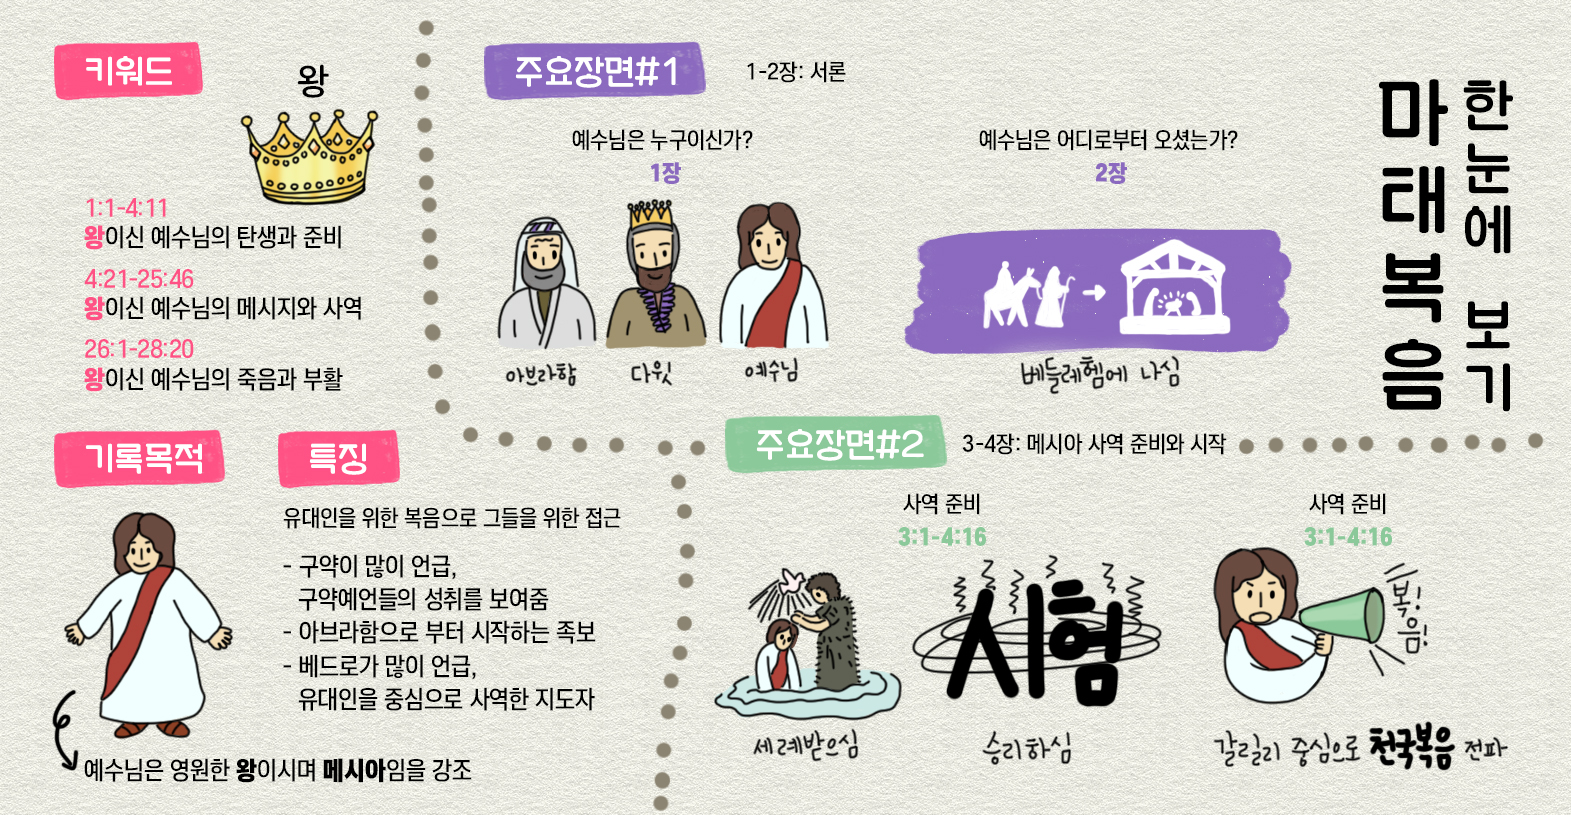 한눈에 보기
마태복음
키워드
왕
1:1-4:11
왕이신 예수님의 탄생과 준비
4:21-25:46
왕이신 예수님의 메시지와 사역
26:1-28:20
왕이신 예수님의 죽음과 부활
주요장면#1
1-2장: 서론
예수님은 누구이신가?
1장
아브라함
다윗
예수님
예수님은 어디로부터 오셨는가?
2장
베들레헴에 나심
기록목적
예수님은 영원한 왕이시며 메시아임을 강조
특징
유대인을 위한 복음으로 그들을 위한 접근
- 구약이 많이 언급,
구약예언들의 성취를 보여줌
- 아브라함으로 부터 시작하는 족보
- 베드로가 많이 언급,
유대인을 중심으로 사역한 지도자
주요장면#2
3-4장: 메시아 사역 준비와 시작
사역 준비
3:1-4:16
세례받으심
시험
승리하심
사역 준비
3:1-4:16
복!
음!
갈릴리 중심으로 천국복음 전파